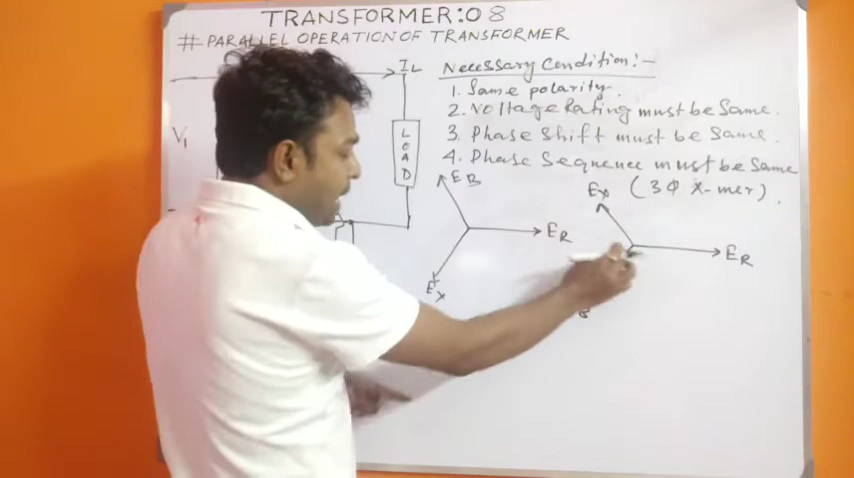 TRANSFORMER:08
# PARALLEL OPERATION OF TRANSFORMER
IL
V1
LOAD
Necessary Condition:-
1. Same polarity.
2. Voltage Rating must be same.
3. Phase shift must be same.
4. Phase Sequence must be same
(3Φ X-mer).
EB
ER
EY
EY
ER
B